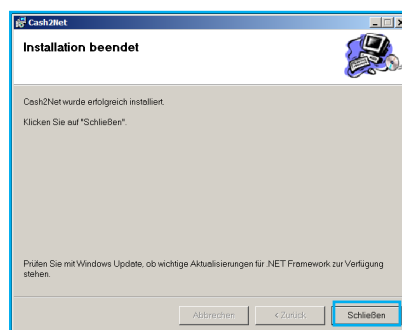 Cash2Net
Installation beendet
Cash2Net wurde erfolgreich installiert.
Klicken Sie auf "Schließen".
Prüfen Sie mit Windows Update, ob wichtige Aktualisierungen für .NET Framework zur Verfügung
stehen.
Abbrechen
< Zurück
Schließen